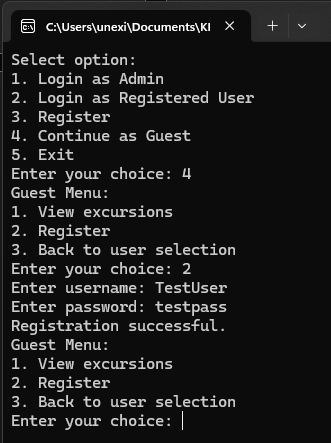 C:\Users\unexi\Documents\KI
Select option:
1. Login as Admin
2. Login as Registered User
3. Register
4. Continue as Guest
5. Exit
Enter your choice: 4
Guest Menu:
1. View excursions
2. Register
3. Back to user selection
Enter your choice: 2
Enter username: TestUser
Enter password: testpass
Registration successful.
Guest Menu:
1. View excursions
2. Register
3. Back to user selection
Enter your choice: